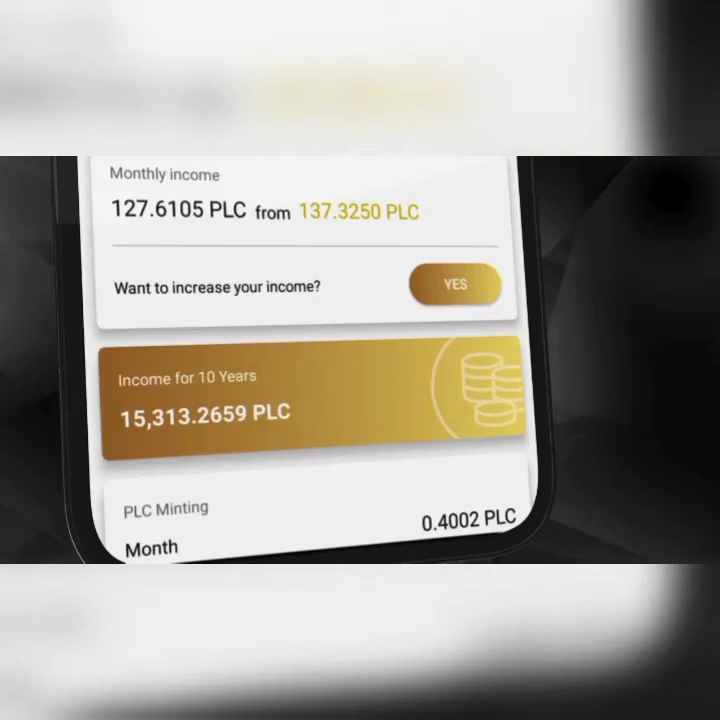 Monthly income
127.6105 PLC from 137.3250 PLC
Want to increase your income? YES
Income for 10 Years
15,313.2659 PLC
PLC Minting
Month 0.4002 PLC